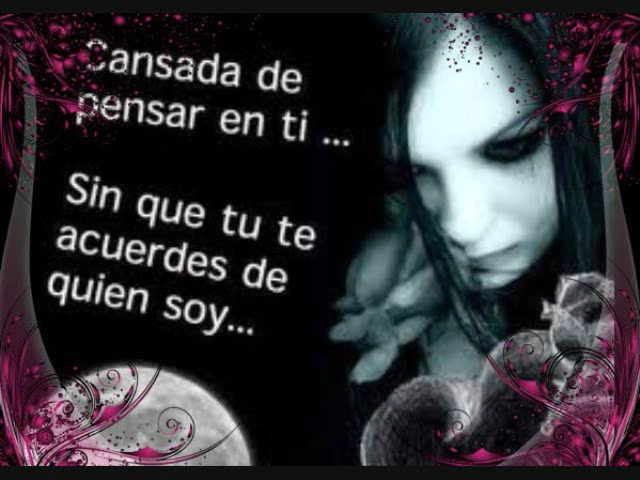 Cansada de
pensar en ti ...
Sin que tu te
acuerdes de
quien soy...